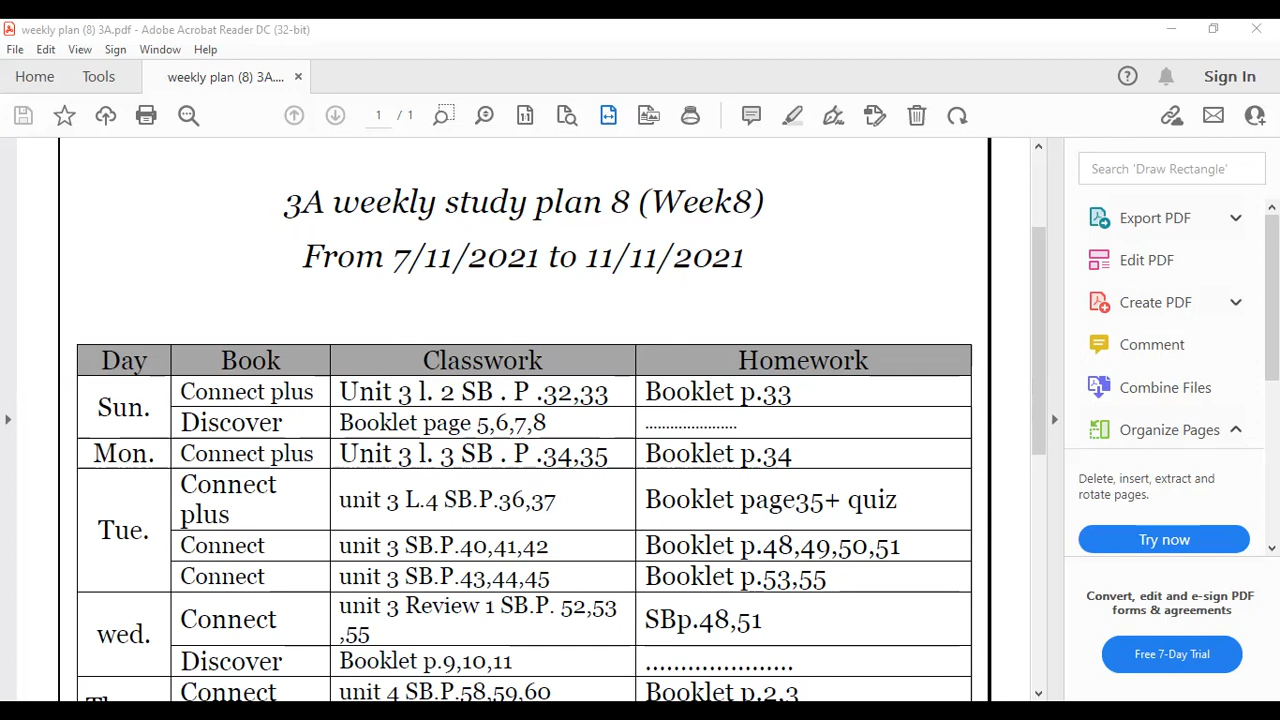 weekly plan (8) 3A.pdf - Adobe Acrobat Reader DC (32-bit)
File Edit View Sign Window Help
Home Tools weekly plan (8) 3A.... × Sign In
1 / 1
3A weekly study plan 8 (Week8)
From 7/11/2021 to 11/11/2021
Day Book Classwork Homework
Sun. Connect plus Unit 3 l. 2 SB . P .32,33 Booklet p.33
Discover Booklet page 5,6,7,8 ......................
Mon. Connect plus Unit 3 l. 3 SB . P .34,35 Booklet p.34
Tue. Connect plus unit 3 L.4 SB.P.36,37 Booklet page35+ quiz
Connect unit 3 SB.P.40,41,42 Booklet p.48,49,50,51
Connect unit 3 SB.P.43,44,45 Booklet p.53,55
wed. Connect unit 3 Review 1 SB.P. 52,53 ,55 SBp.48,51
Discover Booklet p.9,10,11 .....................
Connect unit 4 SB.P.58,59,60 Booklet p.2,3
Search 'Draw Rectangle'
Export PDF
Edit PDF
Create PDF
Comment
Combine Files
Organize Pages
Delete, insert, extract and
rotate pages.
Try now
Convert, edit and e-sign PDF
forms & agreements
Free 7-Day Trial